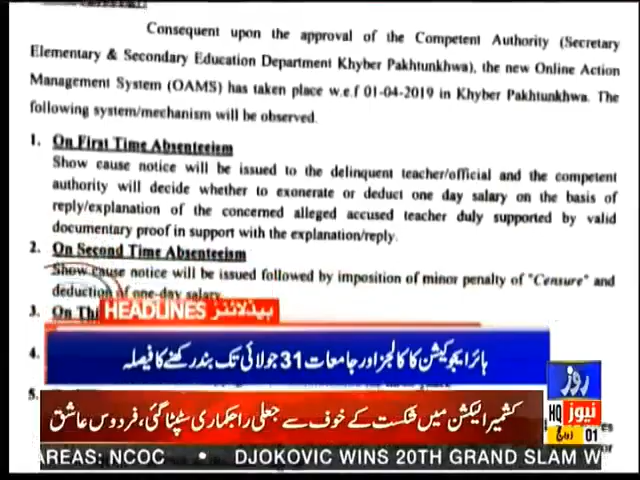 Consequent upon the approval of the Competent Authority (Secretary
Elementary & Secondary Education Department Khyber Pakhtunkhwa), the new Online Action
Management System (OAMS) has taken place w.e.f 01-04-2019 in Khyber Pakhtunkhwa. The
following system/mechanism will be observed.
1. On First Time Absenteeism
Show cause notice will be issued to the delinquent teacher/official and the competent
authority will decide whether to exonerate or deduct one day salary on the basis of
reply/explanation of the concerned alleged accused teacher duly supported by valid
documentary proof in support with the explanation/reply.
2. On Second Time Absenteeism
Show cause notice will be issued followed by imposition of minor penalty of "Censure" and
deduction of one-day salary.
3. On Thi
HEADLINES ہیڈلائنز
4.
ہائر ایجوکیشن کا کالجز اور جامعات 31 جولائی تک بند رکھنے کا فیصلہ
روز
کشمیر الیکشن میں شکست کے خوف سے جعلی راجکماری سٹپٹا گئی، فردوس عاشق
HQ نیوز
01
AREAS: NCOC • DJOKOVIC WINS 20TH GRAND SLAM W